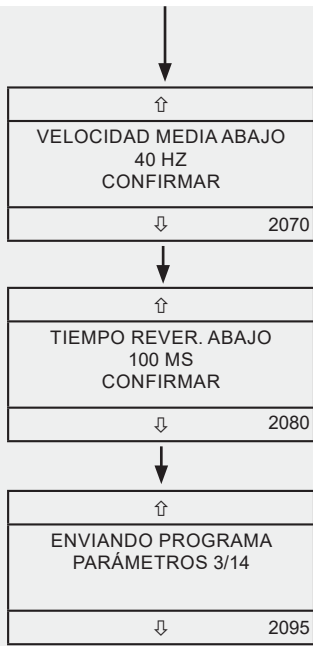 ⇧
VELOCIDAD MEDIA ABAJO
40 HZ
CONFIRMAR
⇩ 2070
⇧
TIEMPO REVER. ABAJO
100 MS
CONFIRMAR
⇩ 2080
⇧
ENVIANDO PROGRAMA
PARÁMETROS 3/14
⇩ 2095